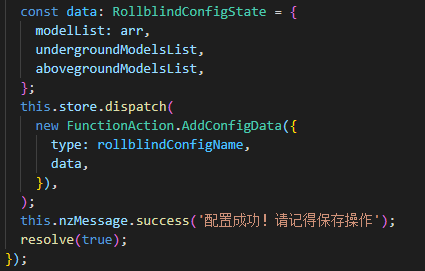 const data: RollblindConfigState = {
modelList: arr,
undergroundModelsList,
abovegroundModelsList,
};
this.store.dispatch(
new FunctionAction.AddConfigData({
type: rollblindConfigName,
data,
}),
);
this.nzMessage.success('配置成功！请记得保存操作');
resolve(true);
});